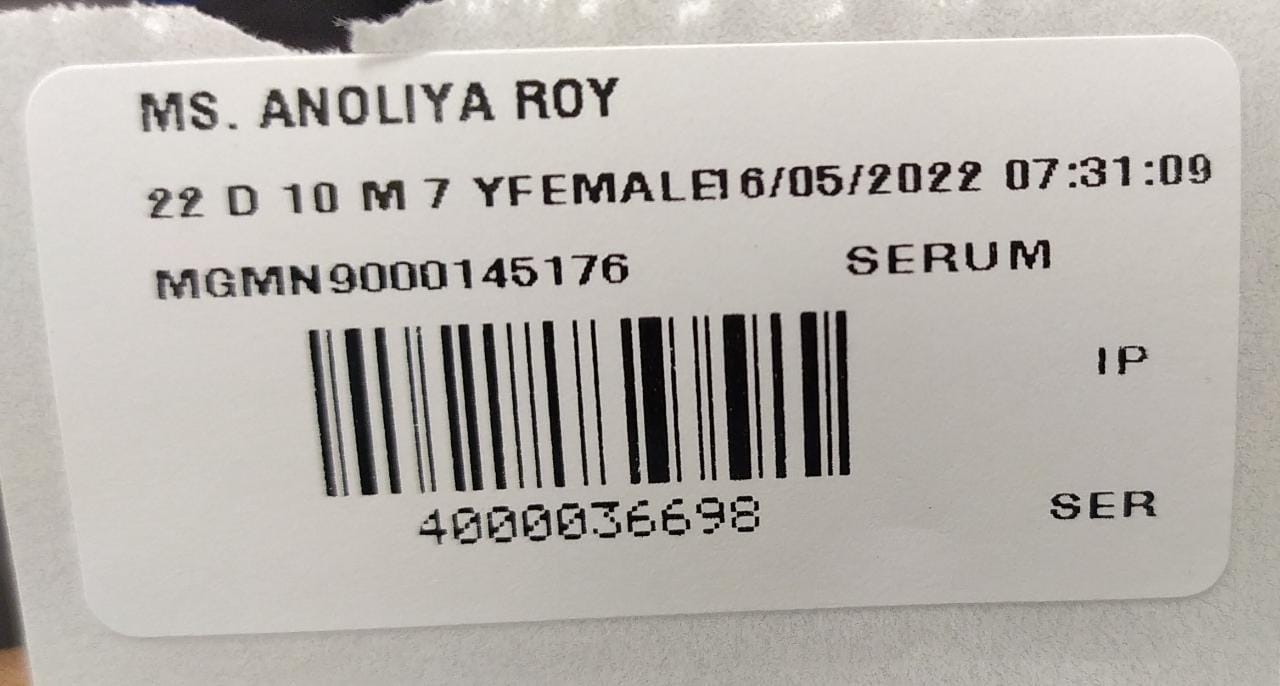 MS. ANOLIYA ROY
22 D 10 M 7 YFEMALE16/05/2022 07:31:09
MGMN9000145176 SERUM
IP
4000036698
SER